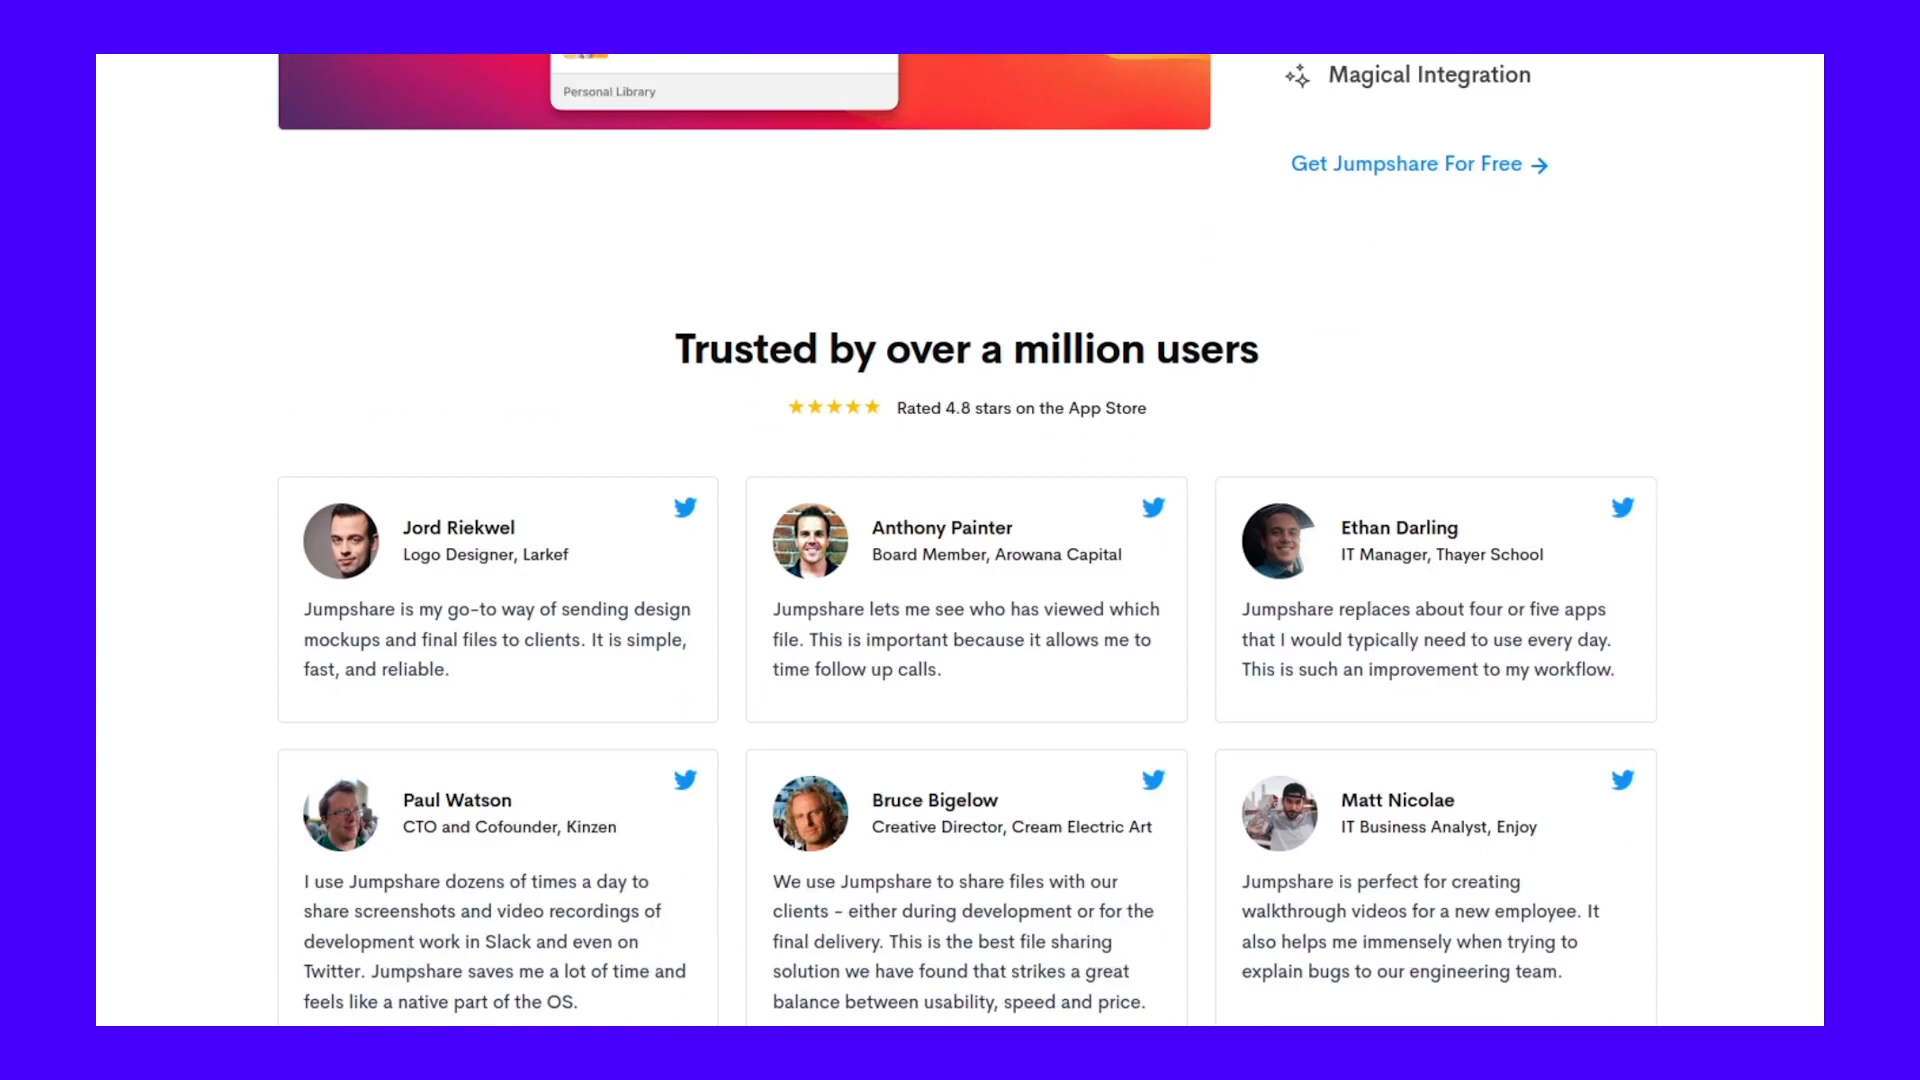 Personal Library
Magical Integration
Get Jumpshare For Free
Trusted by over a million users
Rated 4.8 stars on the App Store
Jord Riekwel
Logo Designer, Larkef
Jumpshare is my go-to way of sending design
mockups and final files to clients. It is simple,
fast, and reliable.
Anthony Painter
Board Member, Arowana Capital
Jumpshare lets me see who has viewed which
file. This is important because it allows me to
time follow up calls.
Ethan Darling
IT Manager, Thayer School
Jumpshare replaces about four or five apps
that I would typically need to use every day.
This is such an improvement to my workflow.
Paul Watson
CTO and Cofounder, Kinzen
I use Jumpshare dozens of times a day to
share screenshots and video recordings of
development work in Slack and even on
Twitter. Jumpshare saves me a lot of time and
feels like a native part of the OS.
Bruce Bigelow
Creative Director, Cream Electric Art
We use Jumpshare to share files with our
clients - either during development or for the
final delivery. This is the best file sharing
solution we have found that strikes a great
balance between usability, speed and price.
Matt Nicolae
IT Business Analyst, Enjoy
Jumpshare is perfect for creating
walkthrough videos for a new employee. It
also helps me immensely when trying to
explain bugs to our engineering team.